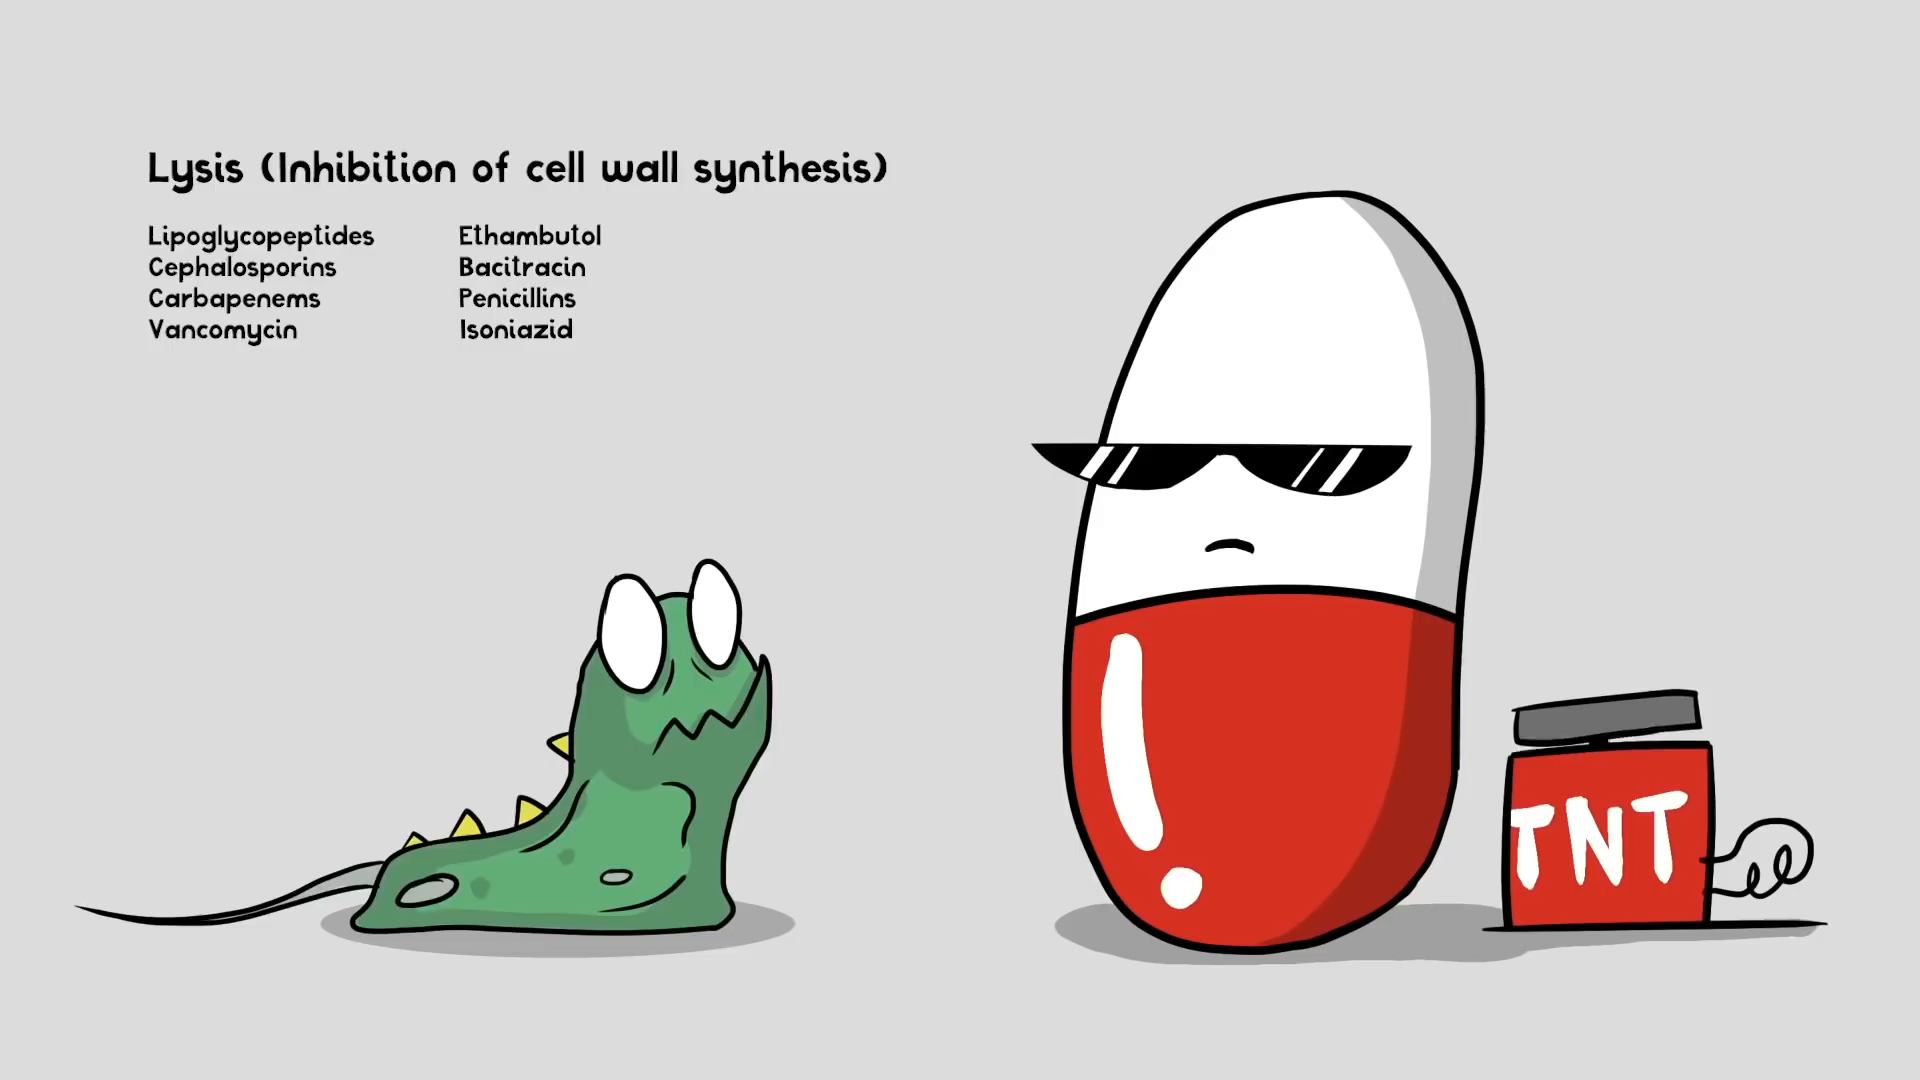 Lysis (Inhibition of cell wall synthesis)
Lipoglycopeptides
Cephalosporins
Carbapenems
Vancomycin
Ethambutol
Bacitracin
Penicillins
Isoniazid
TNT